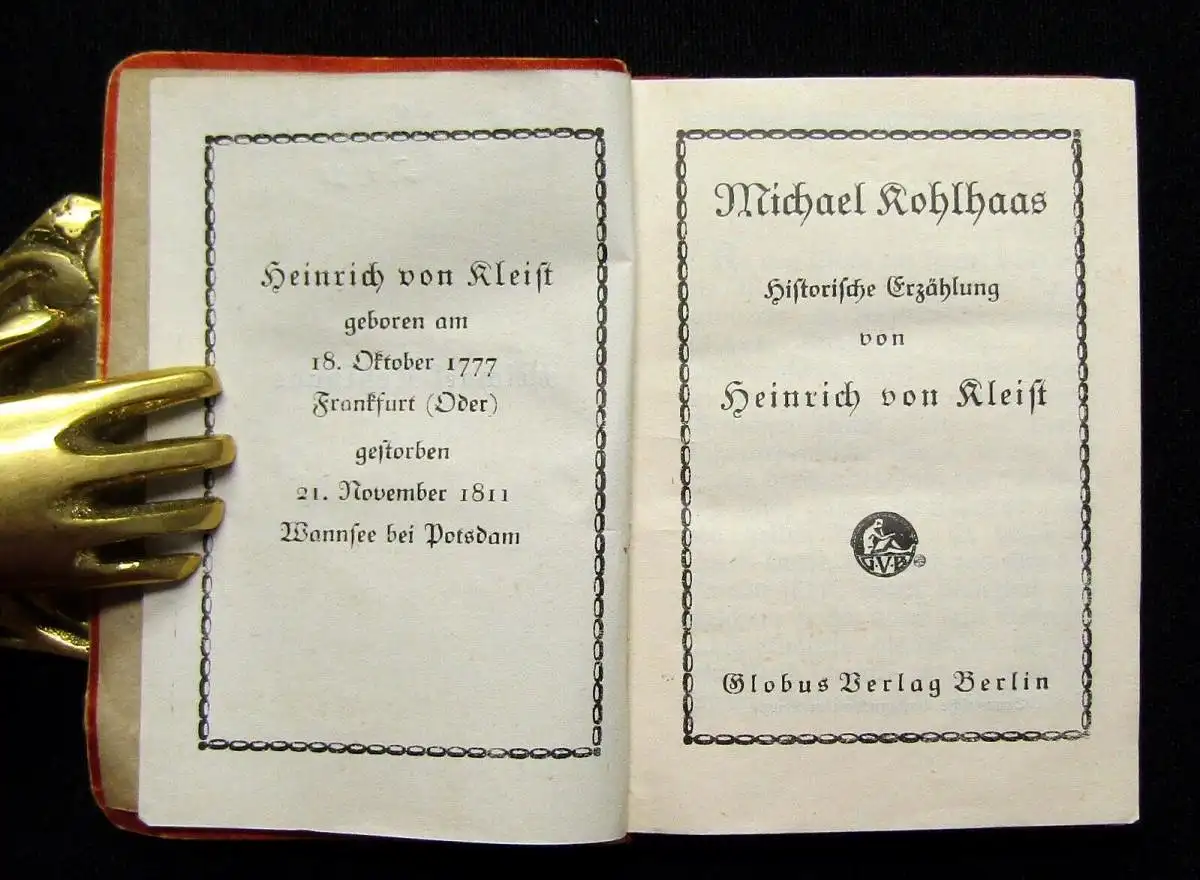 Heinrich von Kleiſt
geboren am
18. Oktober 1777
Frankfurt (Oder)
geſtorben
21. November 1811
Wannſee bei Potsdam
Michael Kohlhaas
Hiſtoriſche Erzählung
von
Heinrich von Kleiſt
G.V.B.
Globus Verlag Berlin